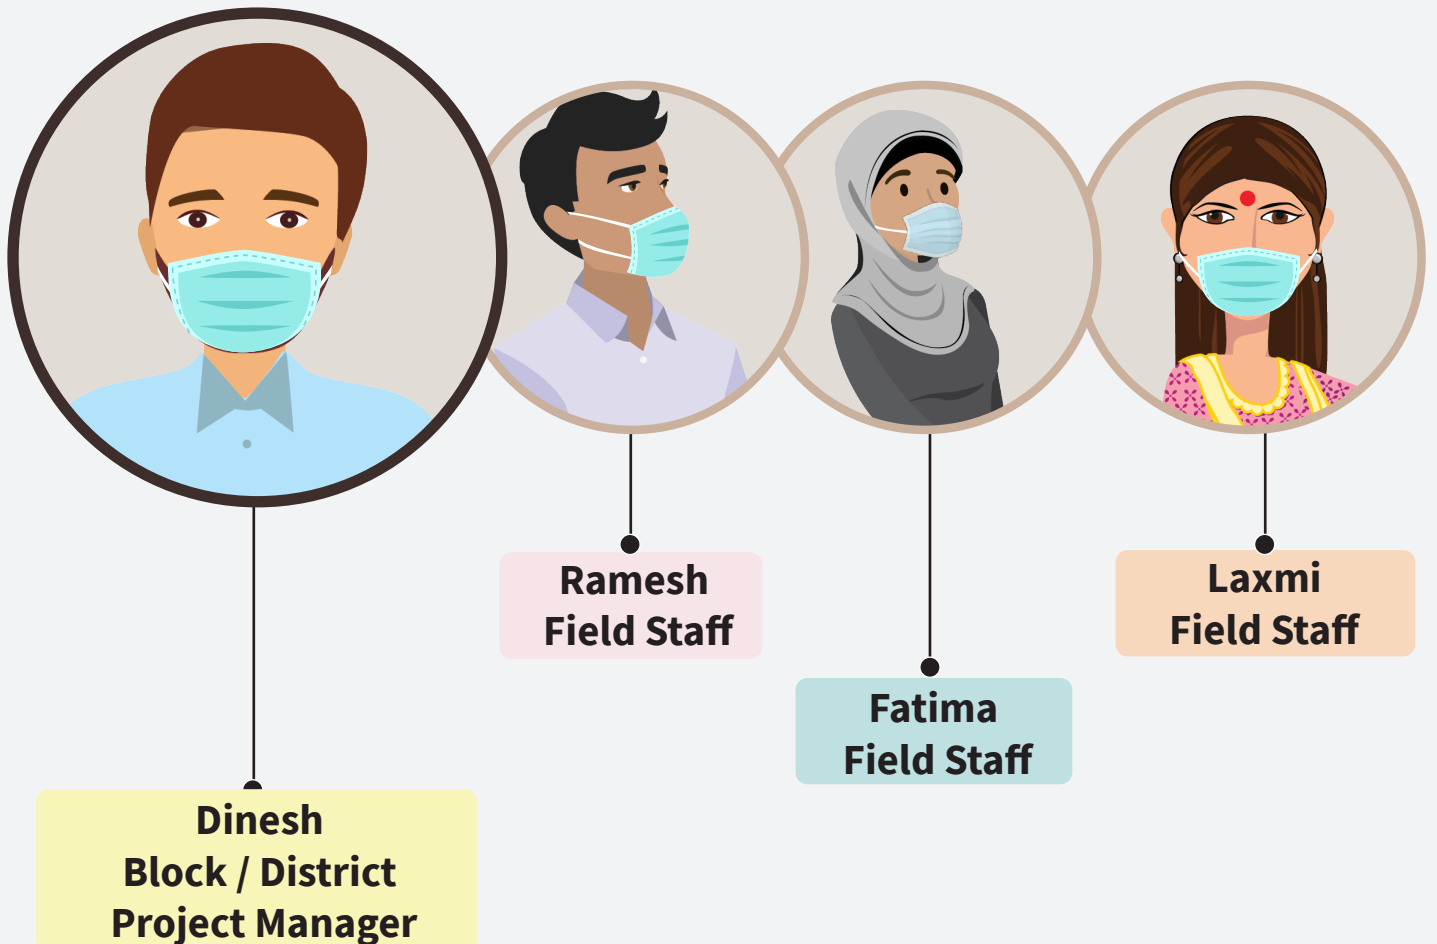 Ramesh
Field Staff
Laxmi
Field Staff
Fatima
Field Staff
Dinesh
Block / District
Project Manager